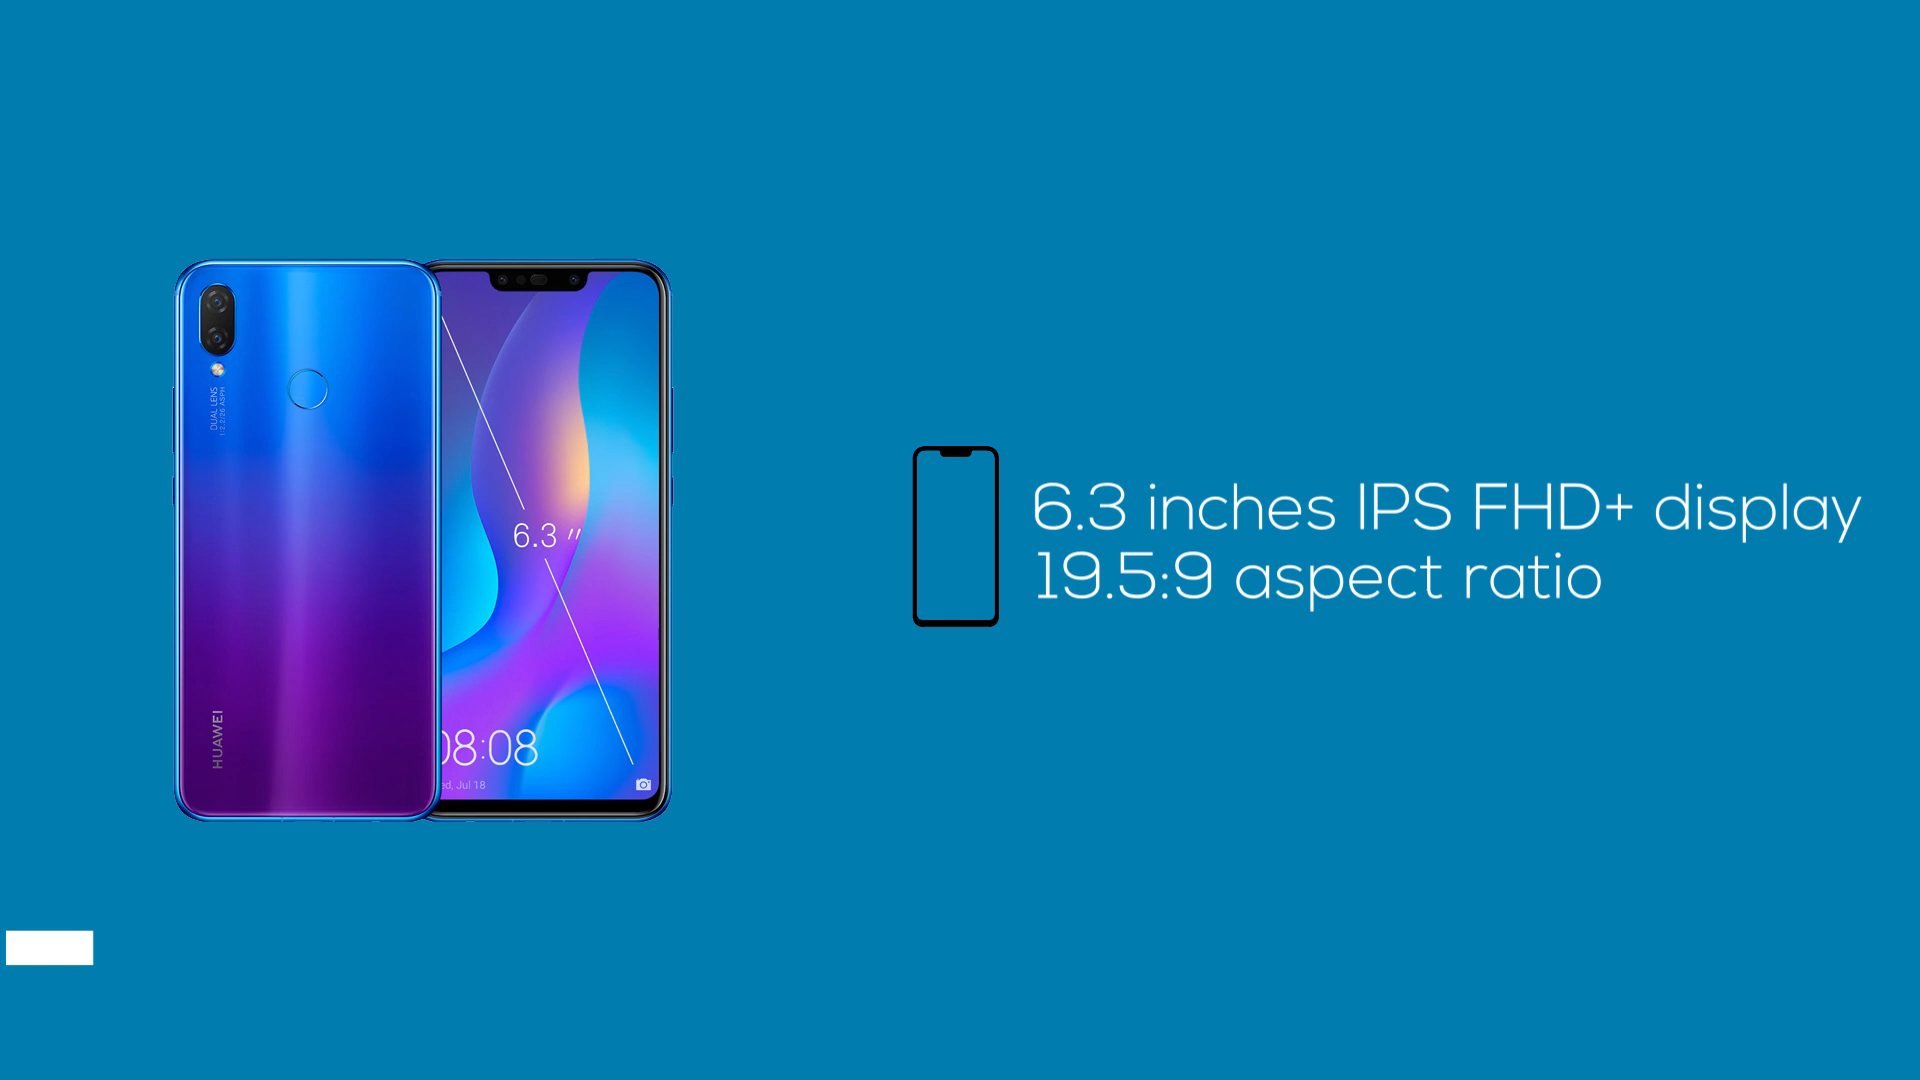 DUAL LENS
HUAWEI
6.3 "
08:08
ed, Jul 18
6.3 inches IPS FHD+ display
19.5:9 aspect ratio